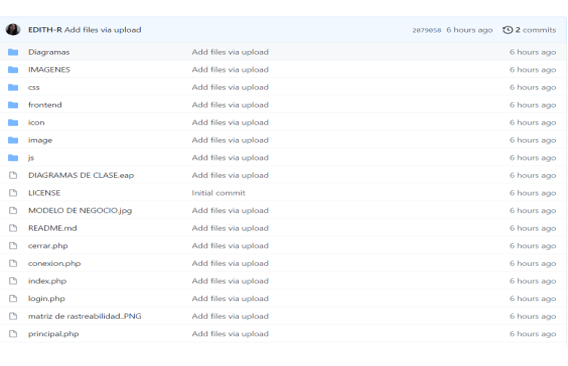 EDITH-R Add files via upload 2879058 6 hours ago 2 commits
Diagramas Add files via upload 6 hours ago
IMAGENES Add files via upload 6 hours ago
css Add files via upload 6 hours ago
frontend Add files via upload 6 hours ago
icon Add files via upload 6 hours ago
image Add files via upload 6 hours ago
js Add files via upload 6 hours ago
DIAGRAMAS DE CLASE.eap Add files via upload 6 hours ago
LICENSE Initial commit 6 hours ago
MODELO DE NEGOCIO.jpg Add files via upload 6 hours ago
README.md Add files via upload 6 hours ago
cerrar.php Add files via upload 6 hours ago
conexion.php Add files via upload 6 hours ago
index.php Add files via upload 6 hours ago
login.php Add files via upload 6 hours ago
matriz de rastreabilidad..PNG Add files via upload 6 hours ago
principal.php Add files via upload 6 hours ago